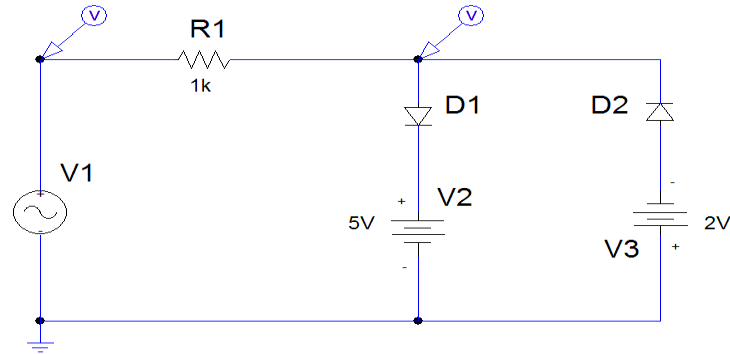 V
V
R1
1k
D1
D2
V1
+
-
+
V2
5V
-
-
V3
2V
+